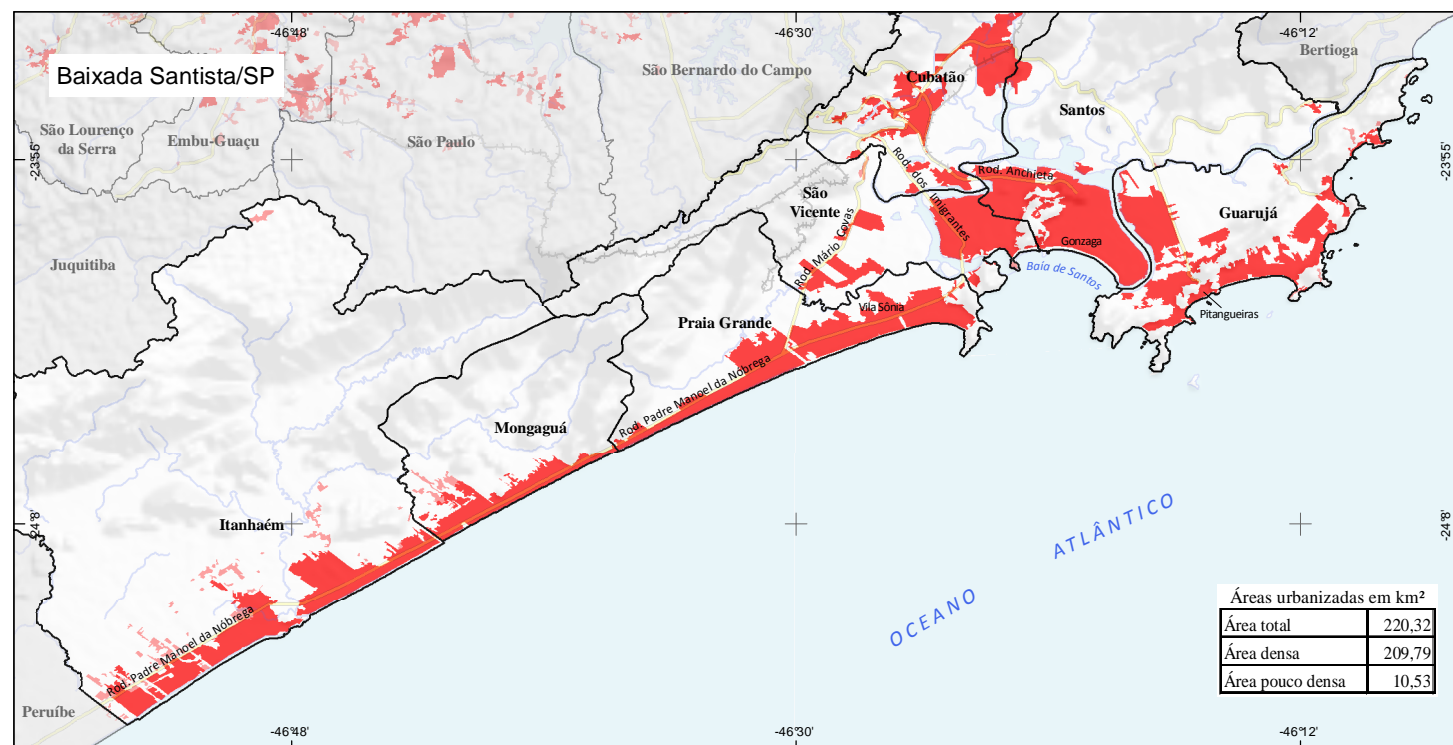 -46°48'
-46°30'
-46°12'
Baixada Santista/SP
Bertioga
São Bernardo do Campo
Cubatão
Santos
São Lourenço
da Serra
Embu-Guaçu
São Paulo
-23°55'
-23°55'
Rod. dos Imigrantes
Rod. Anchieta
São
Vicente
Rod. Mário Covas
Guarujá
Gonzaga
Juquitiba
Baía de Santos
Vila Sônia
Pitangueiras
Praia Grande
Rod. Padre Manoel da Nóbrega
Mongaguá
Itanhaém
-24°8'
-24°8'
OCEANO ATLÂNTICO
Rod. Padre Manoel da Nóbrega
Peruíbe
Áreas urbanizadas em km²
Área total 220,32
Área densa 209,79
Área pouco densa 10,53
-46°48'
-46°30'
-46°12'